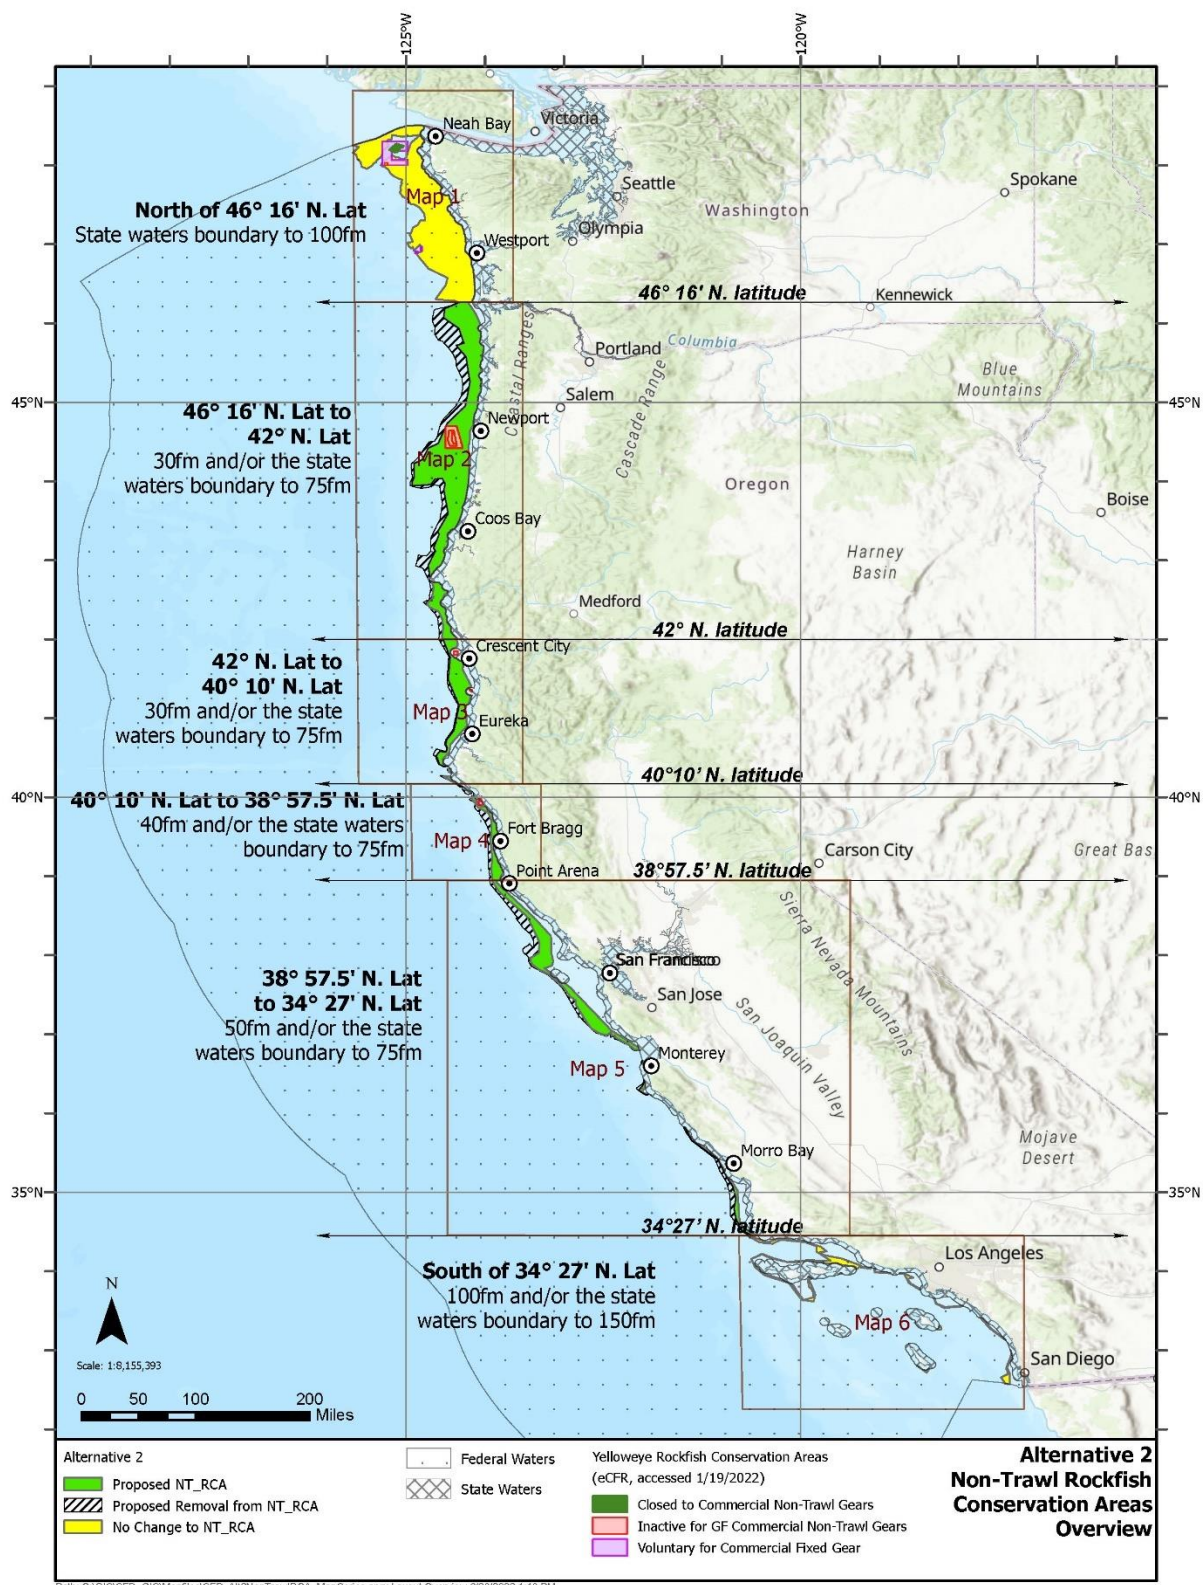 125°W
120°W
Neah Bay
Victoria
Seattle
Spokane
Map 1
Washington
North of 46° 16' N. Lat
State waters boundary to 100fm
Olympia
Westport
46° 16' N. latitude
Kennewick
Columbia
Portland
Coastal Ranges
Cascade Range
Blue
Mountains
Salem
45°N
45°N
46° 16' N. Lat to
42° N. Lat
30fm and/or the state
waters boundary to 75fm
Newport
Map 2
Oregon
Boise
Coos Bay
Harney
Basin
Medford
42° N. latitude
Crescent City
42° N. Lat to
40° 10' N. Lat
30fm and/or the state
waters boundary to 75fm
Map 3
Eureka
40°10' N. latitude
40°N
40°N
40° 10' N. Lat to 38° 57.5' N. Lat
40fm and/or the state waters
boundary to 75fm
Map 4
Fort Bragg
Carson City
Great Bas
Point Arena
38°57.5' N. latitude
Sierra Nevada Mountains
San Francisco
San Jose
San Joaquin Valley
38° 57.5' N. Lat
to 34° 27' N. Lat
50fm and/or the state
waters boundary to 75fm
Monterey
Map 5
Mojave
Desert
Morro Bay
35°N
35°N
34°27' N. latitude
Los Angeles
South of 34° 27' N. Lat
100fm and/or the state
waters boundary to 150fm
Map 6
San Diego
N
Scale: 1:8,155,393
0 50 100 200
Miles
Alternative 2
Proposed NT_RCA
Proposed Removal from NT_RCA
No Change to NT_RCA
Federal Waters
State Waters
Yelloweye Rockfish Conservation Areas
(eCFR, accessed 1/19/2022)
Closed to Commercial Non-Trawl Gears
Inactive for GF Commercial Non-Trawl Gears
Voluntary for Commercial Fixed Gear
Alternative 2
Non-Trawl Rockfish
Conservation Areas
Overview